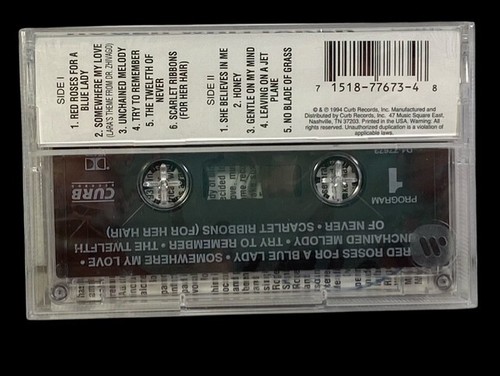 SIDE I
1. RED ROSES FOR A
BLUE LADY
2. SOMEWHERE MY LOVE
(LARA'S THEME FROM DR. ZHIVAGO)
3. UNCHAINED MELODY
4. TRY TO REMEMBER
5. THE TWELFTH OF
NEVER
6. SCARLET RIBBONS
(FOR HER HAIR)
SIDE II
1. SHE BELIEVES IN ME
2. HONEY
3. GENTLE ON MY MIND
4. LEAVING ON A JET
PLANE
5. NO BLADE OF GRASS
7 1518-77673-4 8
℗ & © 1994 Curb Records, Inc. Manufactured and
Distributed by Curb Records, Inc. 47 Music Square East,
Nashville, TN 37203. Printed in the USA. Warning: All
rights reserved. Unauthorized duplication is a violation of
applicable laws.
RED ROSES FOR A BLUE LADY • SOMEWHERE MY LOVE •
UNCHAINED MELODY • TRY TO REMEMBER • THE TWELFTH
OF NEVER • SCARLET RIBBONS (FOR HER HAIR)
PROGRAM
1
CURB